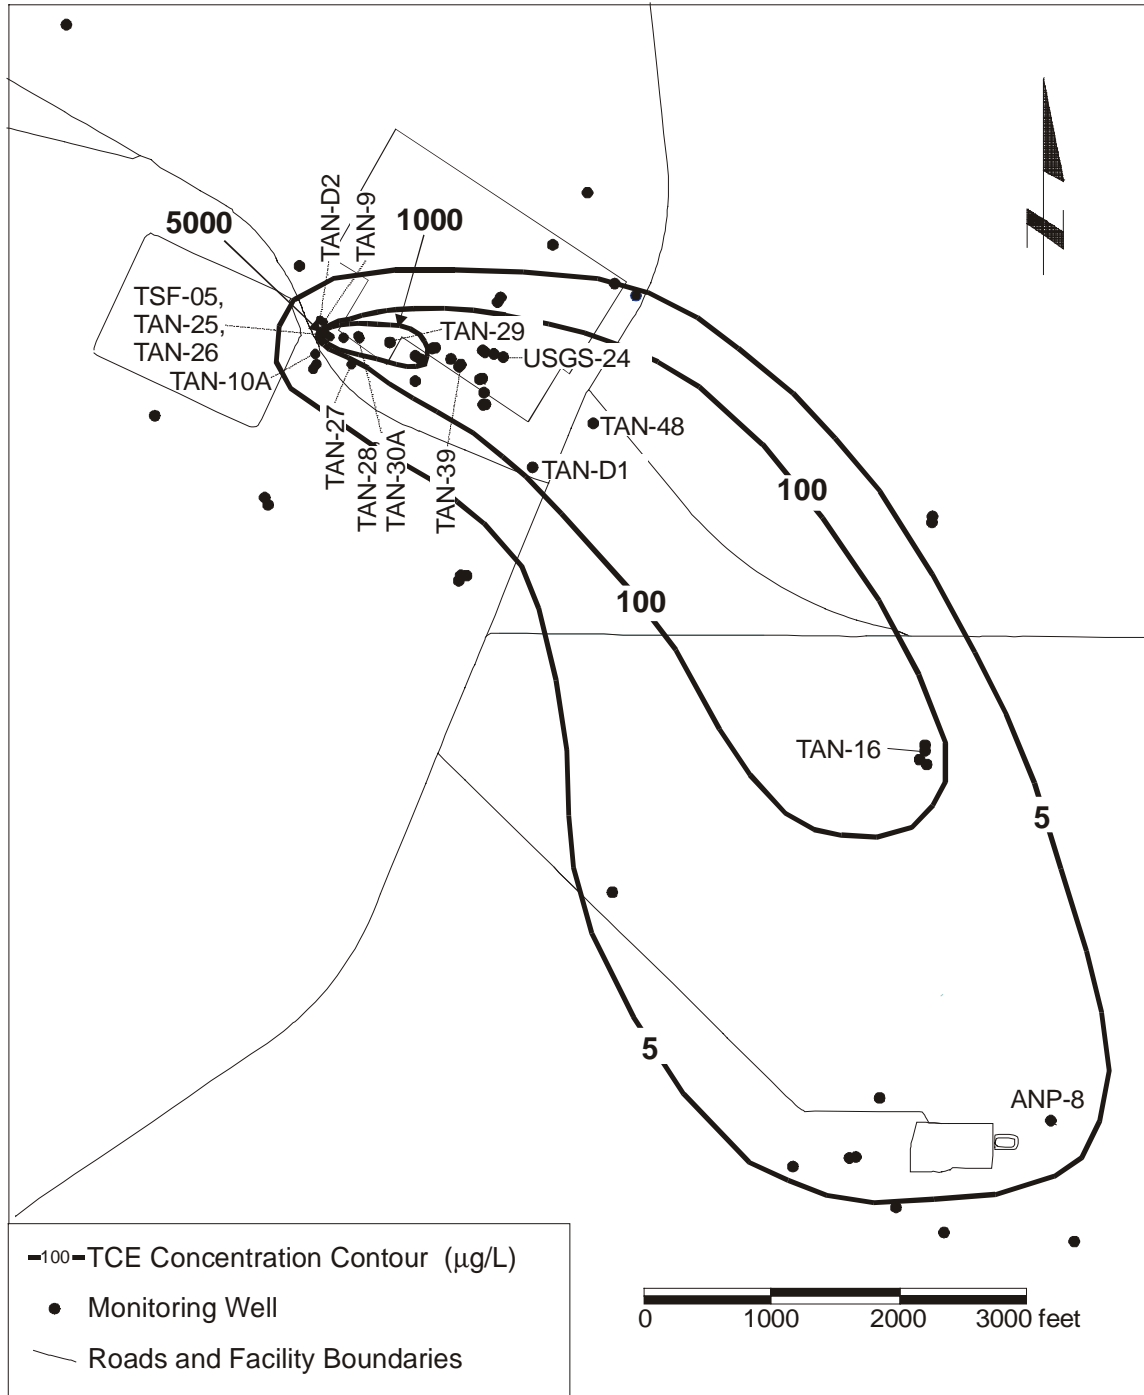 TAN-D2
TAN-9
5000
1000
TSF-05,
TAN-25,
TAN-26
TAN-29
USGS-24
TAN-10A
TAN-27
TAN-28,
TAN-30A
TAN-39
TAN-48
TAN-D1
100
100
TAN-16
5
5
ANP-8
-100- TCE Concentration Contour (µg/L)
Monitoring Well
Roads and Facility Boundaries
0 1000 2000 3000 feet